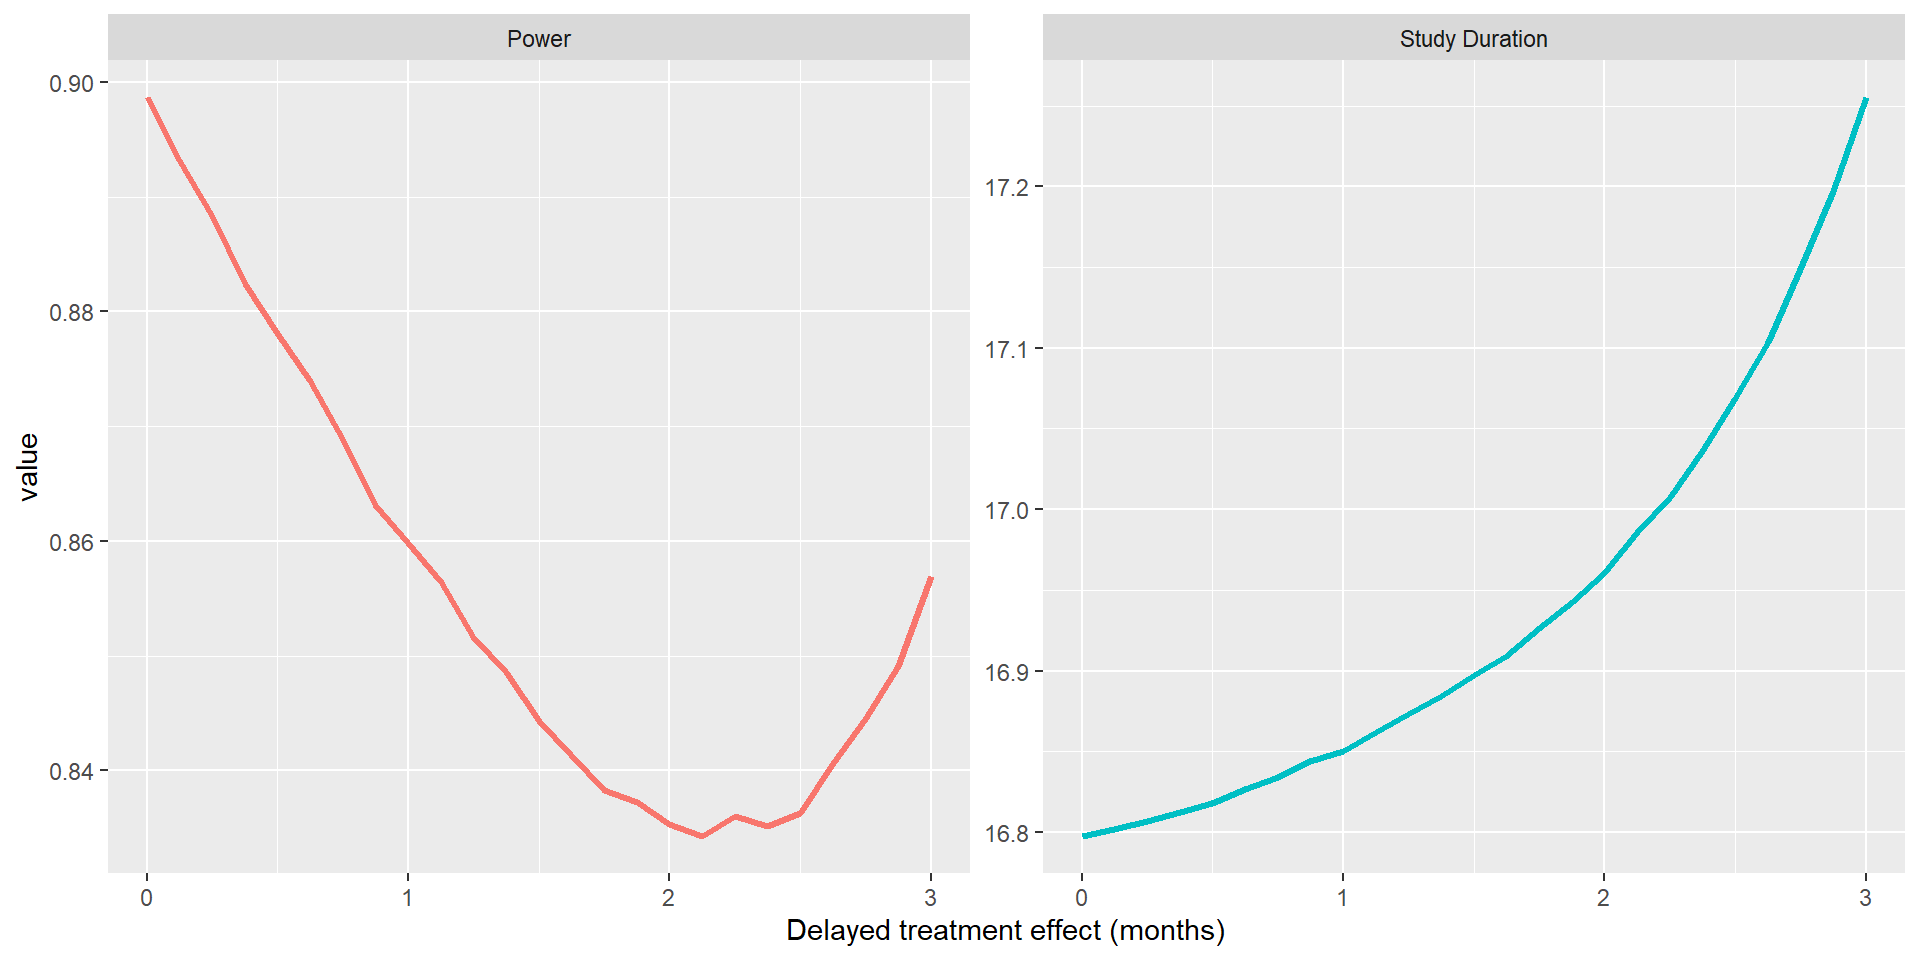 Power
Study Duration
value
0.90
0.88
0.86
0.84
17.2
17.1
17.0
16.9
16.8
0 1 2 3
0 1 2 3
Delayed treatment effect (months)